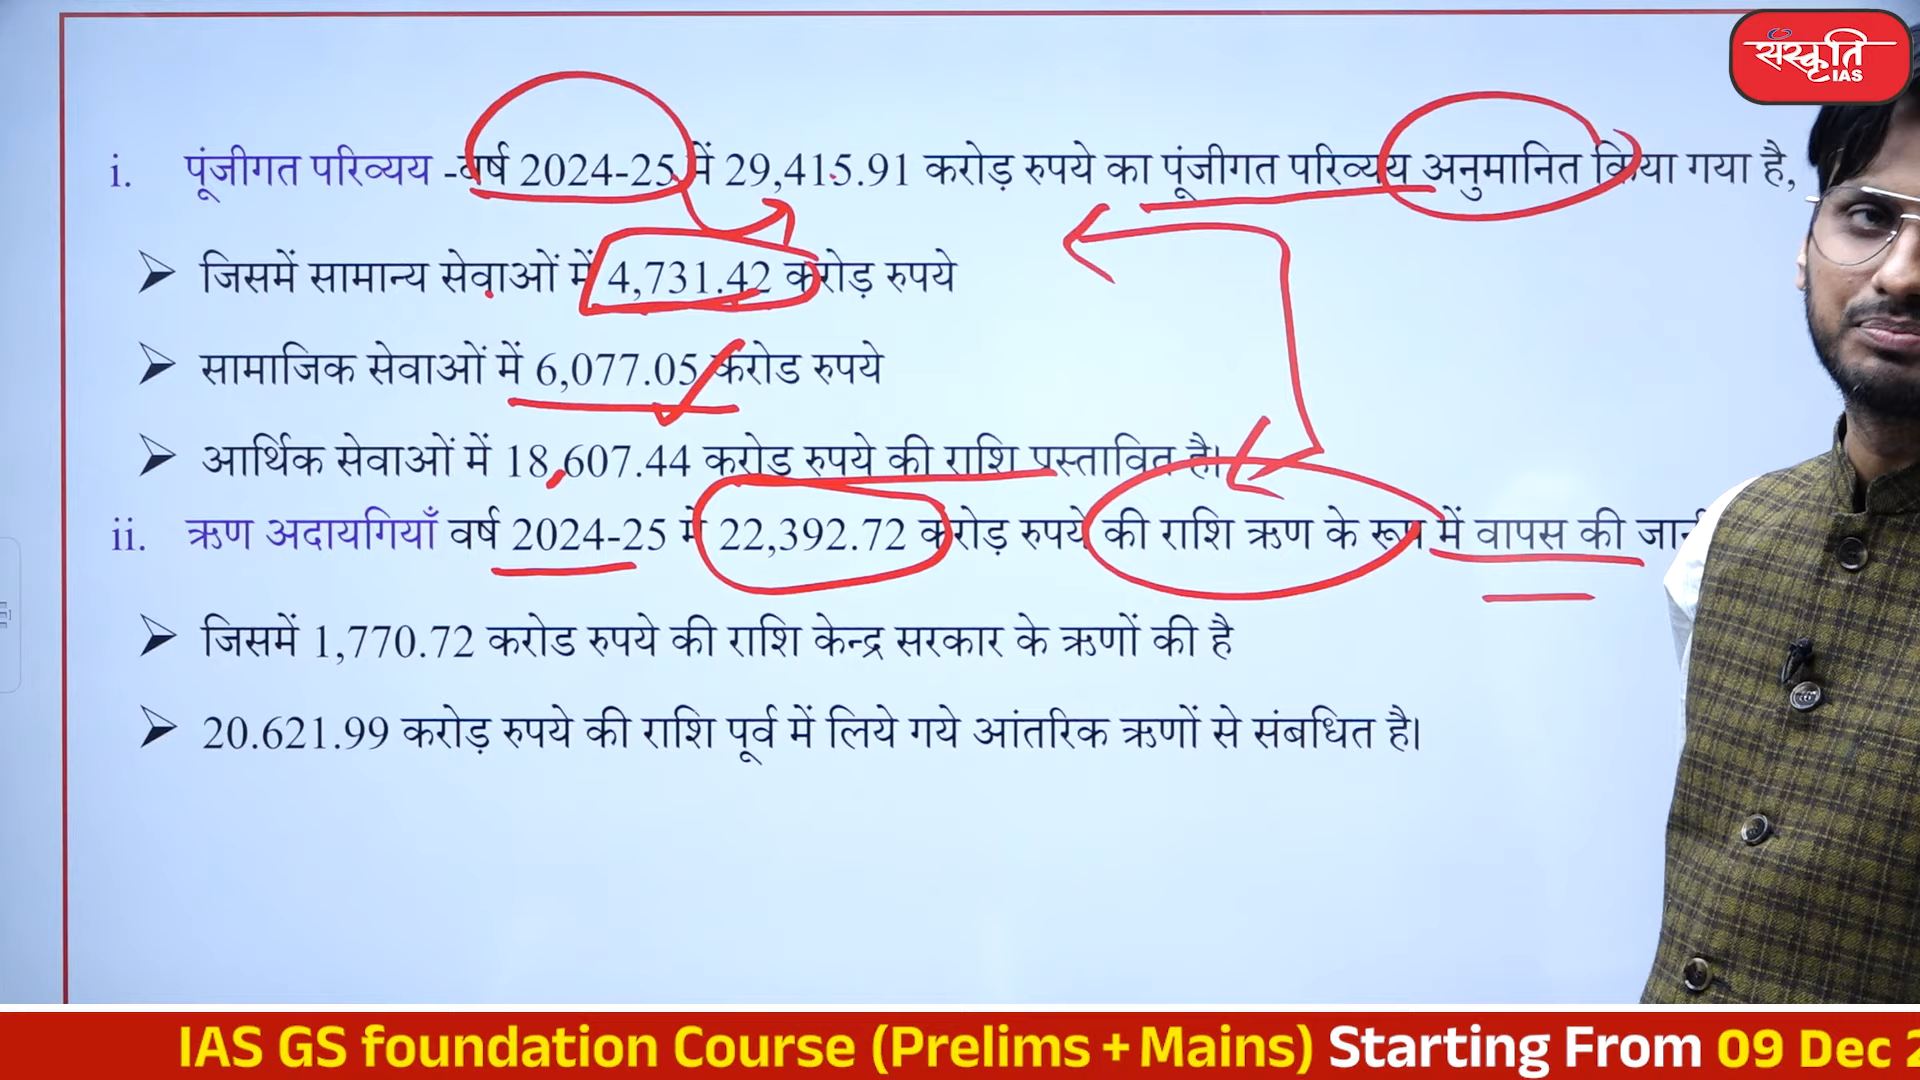 संस्कृति
IAS
i. पूंजीगत परिव्यय -वर्ष 2024-25 में 29,415.91 करोड़ रुपये का पूंजीगत परिव्यय अनुमानित किया गया है,
➤ जिसमें सामान्य सेवाओं में 4,731.42 करोड़ रुपये
➤ सामाजिक सेवाओं में 6,077.05 करोड रुपये
➤ आर्थिक सेवाओं में 18,607.44 करोड रुपये की राशि प्रस्तावित है।
ii. ऋण अदायगियाँ वर्ष 2024-25 में 22,392.72 करोड़ रुपये की राशि ऋण के रूप में वापस की
➤ जिसमें 1,770.72 करोड रुपये की राशि केन्द्र सरकार के ऋणों की है
➤ 20.621.99 करोड़ रुपये की राशि पूर्व में लिये गये आंतरिक ऋणों से संबधित है।
IAS GS foundation Course (Prelims + Mains) Starting From 09 Dec